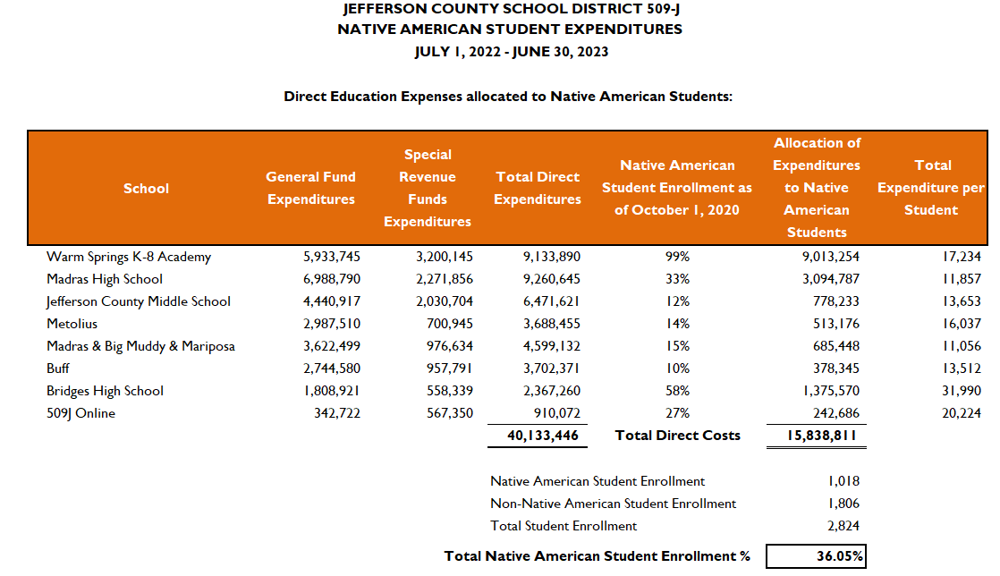 JEFFERSON COUNTY SCHOOL DISTRICT 509-J
NATIVE AMERICAN STUDENT EXPENDITURES
JULY 1, 2022 - JUNE 30, 2023
Direct Education Expenses allocated to Native American Students:
School | General Fund Expenditures | Special Revenue Funds Expenditures | Total Direct Expenditures | Native American Student Enrollment as of October 1, 2020 | Allocation of Expenditures to Native American Students | Total Expenditure per Student
Warm Springs K-8 Academy 5,933,745 3,200,145 9,133,890 99% 9,013,254 17,234
Madras High School 6,988,790 2,271,856 9,260,645 33% 3,094,787 11,857
Jefferson County Middle School 4,440,917 2,030,704 6,471,621 12% 778,233 13,653
Metolius 2,987,510 700,945 3,688,455 14% 513,176 16,037
Madras & Big Muddy & Mariposa 3,622,499 976,634 4,599,132 15% 685,448 11,056
Buff 2,744,580 957,791 3,702,371 10% 378,345 13,512
Bridges High School 1,808,921 558,339 2,367,260 58% 1,375,570 31,990
509J Online 342,722 567,350 910,072 27% 242,686 20,224
40,133,446 Total Direct Costs 15,838,811
Native American Student Enrollment 1,018
Non-Native American Student Enrollment 1,806
Total Student Enrollment 2,824
Total Native American Student Enrollment % 36.05%